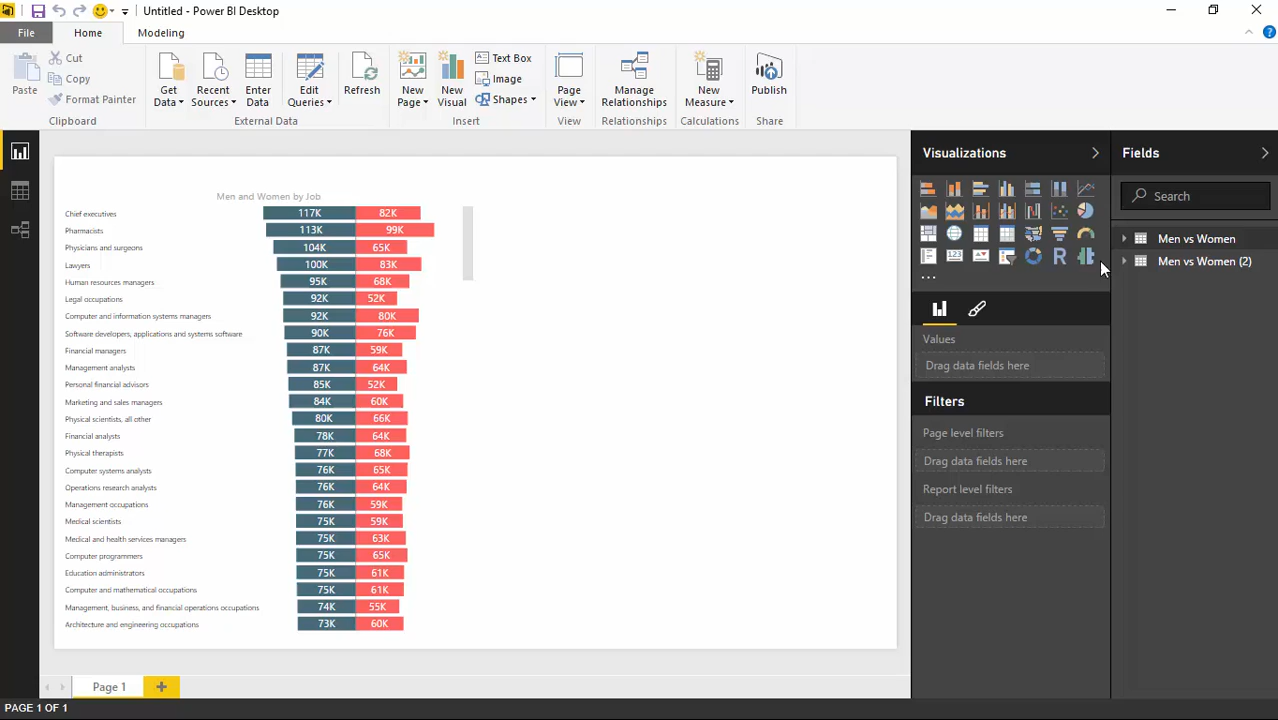 Untitled - Power BI Desktop
File
Home
Modeling
Paste
Cut
Copy
Format Painter
Clipboard
Get Data
Recent Sources
Enter Data
Edit Queries
Refresh
External Data
New Page
New Visual
Text Box
Image
Shapes
Insert
Page View
View
Manage Relationships
Relationships
New Measure
Calculations
Publish
Share
Men and Women by Job
Chief executives 117K 82K
Pharmacists 113K 99K
Physicians and surgeons 104K 65K
Lawyers 100K 83K
Human resources managers 95K 68K
Legal occupations 92K 52K
Computer and information systems managers 92K 80K
Software developers, applications and systems software 90K 76K
Financial managers 87K 59K
Management analysts 87K 64K
Personal financial advisors 85K 52K
Marketing and sales managers 84K 60K
Physical scientists, all other 80K 66K
Financial analysts 78K 64K
Physical therapists 77K 68K
Computer systems analysts 76K 65K
Operations research analysts 76K 64K
Management occupations 76K 59K
Medical scientists 75K 59K
Medical and health services managers 75K 63K
Computer programmers 75K 65K
Education administrators 75K 61K
Computer and mathematical occupations 75K 61K
Management, business, and financial operations occupations 74K 55K
Architecture and engineering occupations 73K 60K
Visualizations
123
R
...
Values
Drag data fields here
Filters
Page level filters
Drag data fields here
Report level filters
Drag data fields here
Fields
Search
Men vs Women
Men vs Women (2)
Page 1
PAGE 1 OF 1